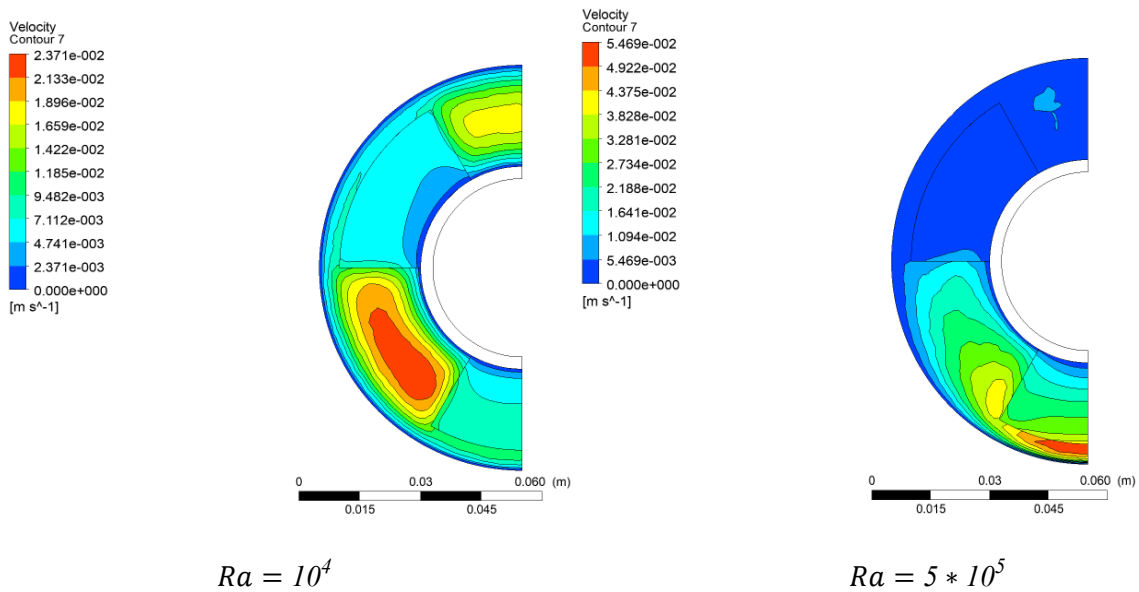 Velocity
Contour 7
2.371e-002
2.133e-002
1.896e-002
1.659e-002
1.422e-002
1.185e-002
9.482e-003
7.112e-003
4.741e-003
2.371e-003
0.000e+000
[m s^-1]
0 0.03 0.060 (m)
0.015 0.045
Ra = 10⁴
Velocity
Contour 7
5.469e-002
4.922e-002
4.375e-002
3.828e-002
3.281e-002
2.734e-002
2.188e-002
1.641e-002
1.094e-002
5.469e-003
0.000e+000
[m s^-1]
0 0.03 0.060 (m)
0.015 0.045
Ra = 5 * 10⁵